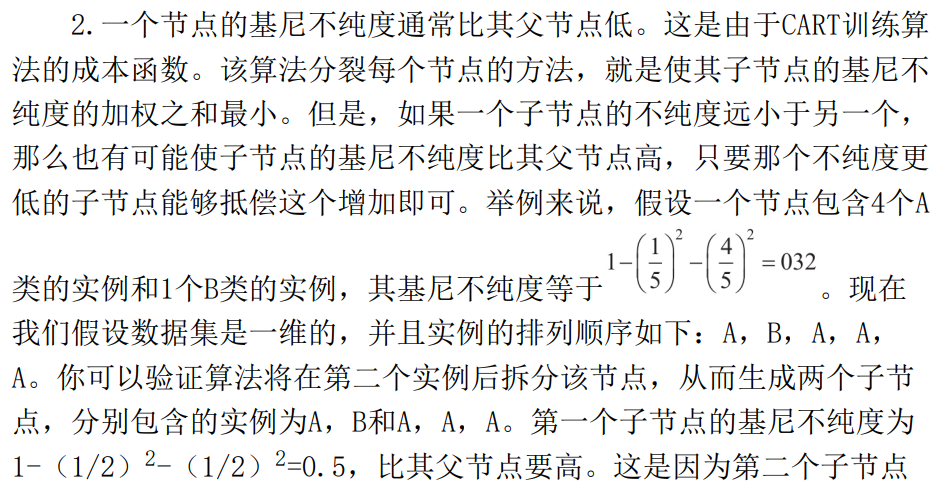 2.一个节点的基尼不纯度通常比其父节点低。这是由于CART训练算
法的成本函数。该算法分裂每个节点的方法，就是使其子节点的基尼不
纯度的加权之和最小。但是，如果一个子节点的不纯度远小于另一个，
那么也有可能使子节点的基尼不纯度比其父节点高，只要那个不纯度更
低的子节点能够抵偿这个增加即可。举例来说，假设一个节点包含4个A
类的实例和1个B类的实例，其基尼不纯度等于1-(1/5)²-(4/5)²=032。现在
我们假设数据集是一维的，并且实例的排列顺序如下：A，B，A，A，
A。你可以验证算法将在第二个实例后拆分该节点，从而生成两个子节
点，分别包含的实例为A，B和A，A，A。第一个子节点的基尼不纯度为
1-（1/2）²-（1/2）²=0.5，比其父节点要高。这是因为第二个子节点